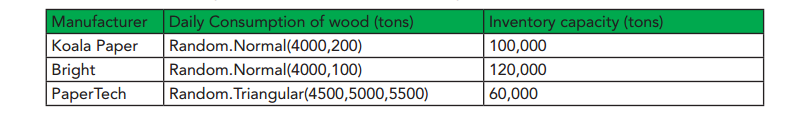 Manufacturer Daily Consumption of wood (tons) Inventory capacity (tons)
Koala Paper Random.Normal(4000,200) 100,000
Bright Random.Normal(4000,100) 120,000
PaperTech Random.Triangular(4500,5000,5500) 60,000